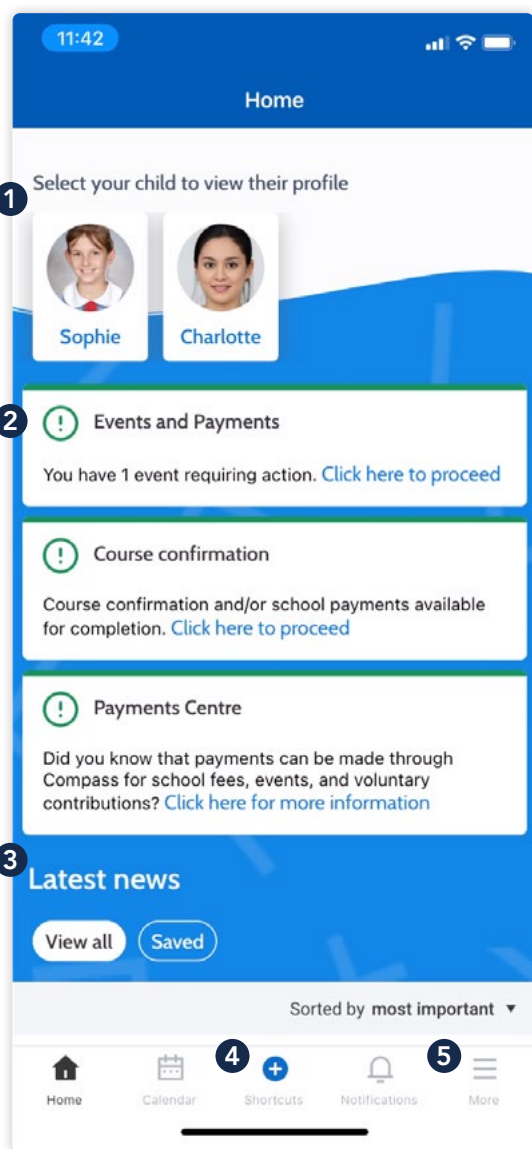 11:42
Home
1
Select your child to view their profile
Sophie
Charlotte
2
Events and Payments
You have 1 event requiring action. Click here to proceed
Course confirmation
Course confirmation and/or school payments available
for completion. Click here to proceed
Payments Centre
Did you know that payments can be made through
Compass for school fees, events, and voluntary
contributions? Click here for more information
3
Latest news
View all
Saved
Sorted by most important
4
5
Home
Calendar
Shortcuts
Notifications
More